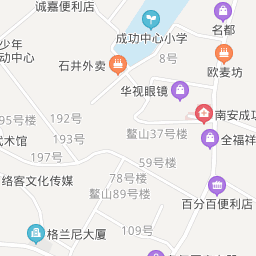 诚嘉便利店
名都
成功中心小学
少年
动中心
石井外卖
8号
欧麦坊
华视眼镜
195号楼
192号
193号
南安成功
鳌山37号楼
武术馆
197号
全福祥
59号楼
78号楼
络客文化传媒
鳌山89号楼
百分百便利店
109号
格兰尼大厦